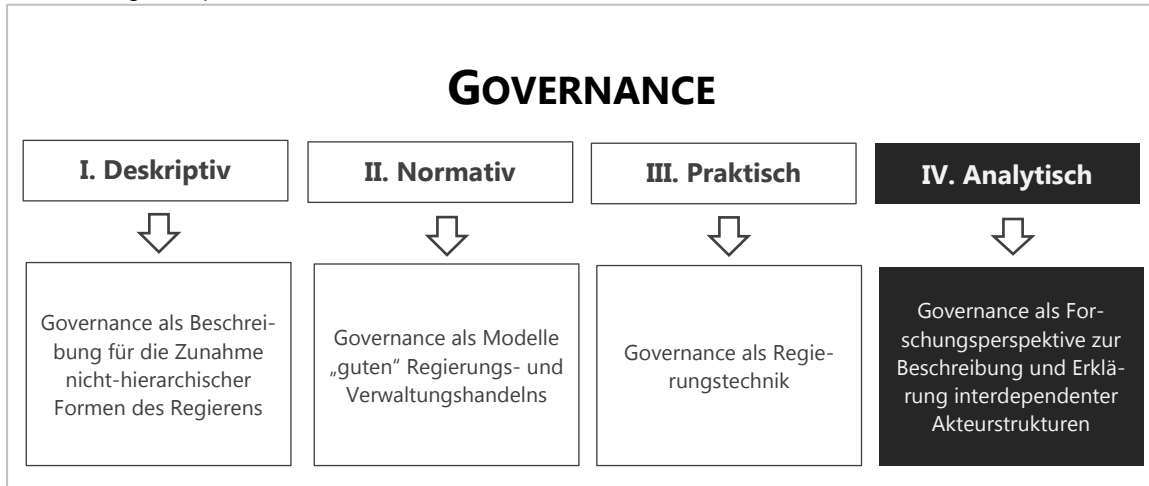 GOVERNANCE
I. Deskriptiv
II. Normativ
III. Praktisch
IV. Analytisch
Governance als Beschrei-
bung für die Zunahme
nicht-hierarchischer
Formen des Regierens
Governance als Modelle
„guten“ Regierungs- und
Verwaltungshandelns
Governance als Regie-
rungstechnik
Governance als For-
schungsperspektive zur
Beschreibung und Erklä-
rung interdependenter
Akteurstrukturen